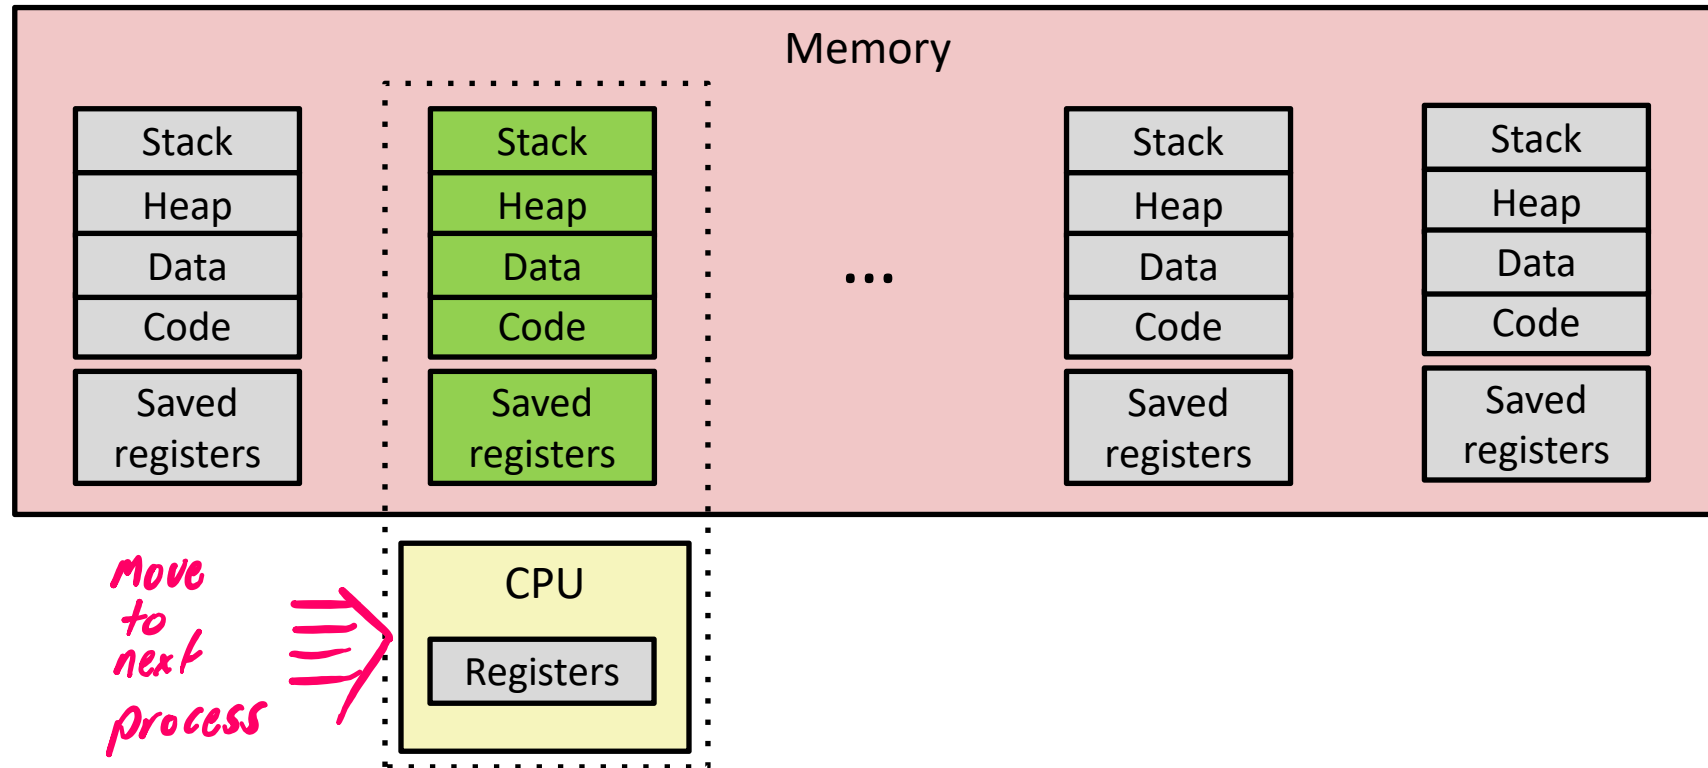 Memory
Stack
Heap
Data
Code
Saved
registers
Stack
Heap
Data
Code
Saved
registers
...
Stack
Heap
Data
Code
Saved
registers
Stack
Heap
Data
Code
Saved
registers
Move
to
next
process
CPU
Registers